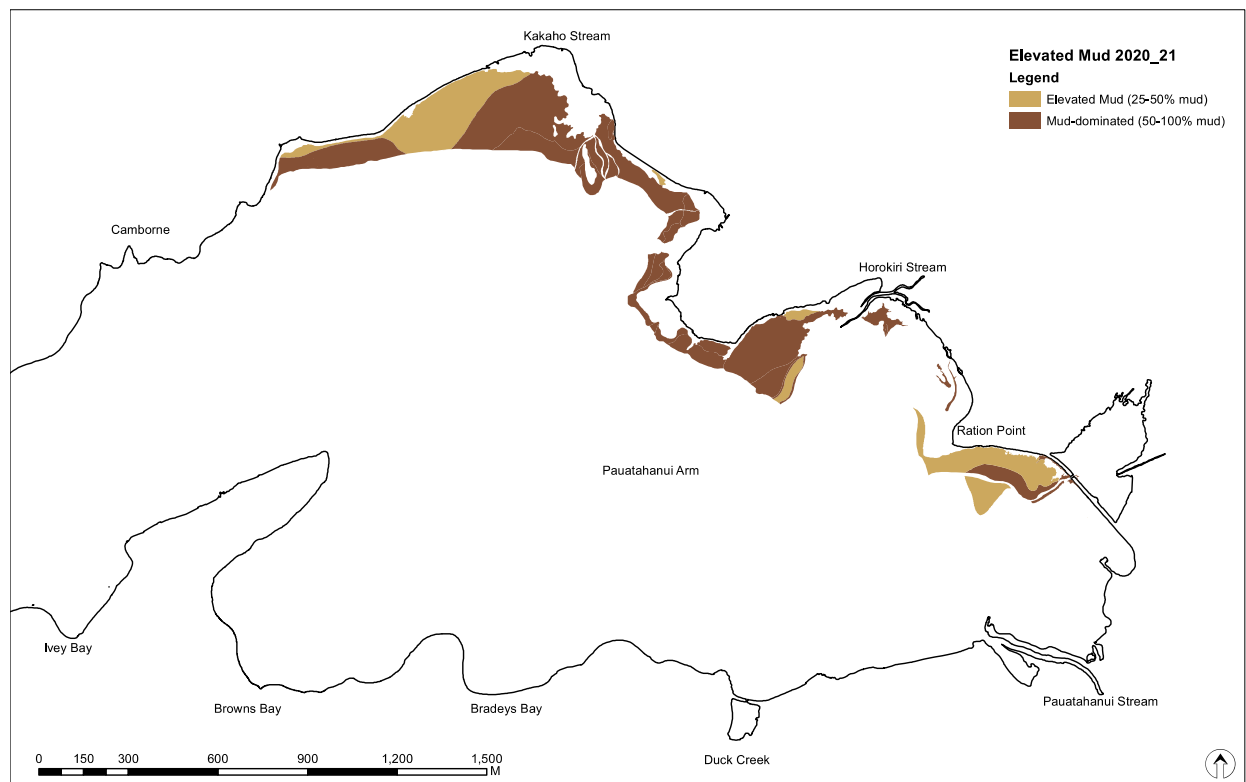 Kakaho Stream
Elevated Mud 2020_21
Legend
Elevated Mud (25-50% mud)
Mud-dominated (50-100% mud)
Camborne
Horokiri Stream
Ration Point
Pauatahanui Arm
Ivey Bay
Browns Bay
Bradeys Bay
Pauatahanui Stream
Duck Creek
0 150 300 600 900 1,200 1,500
M